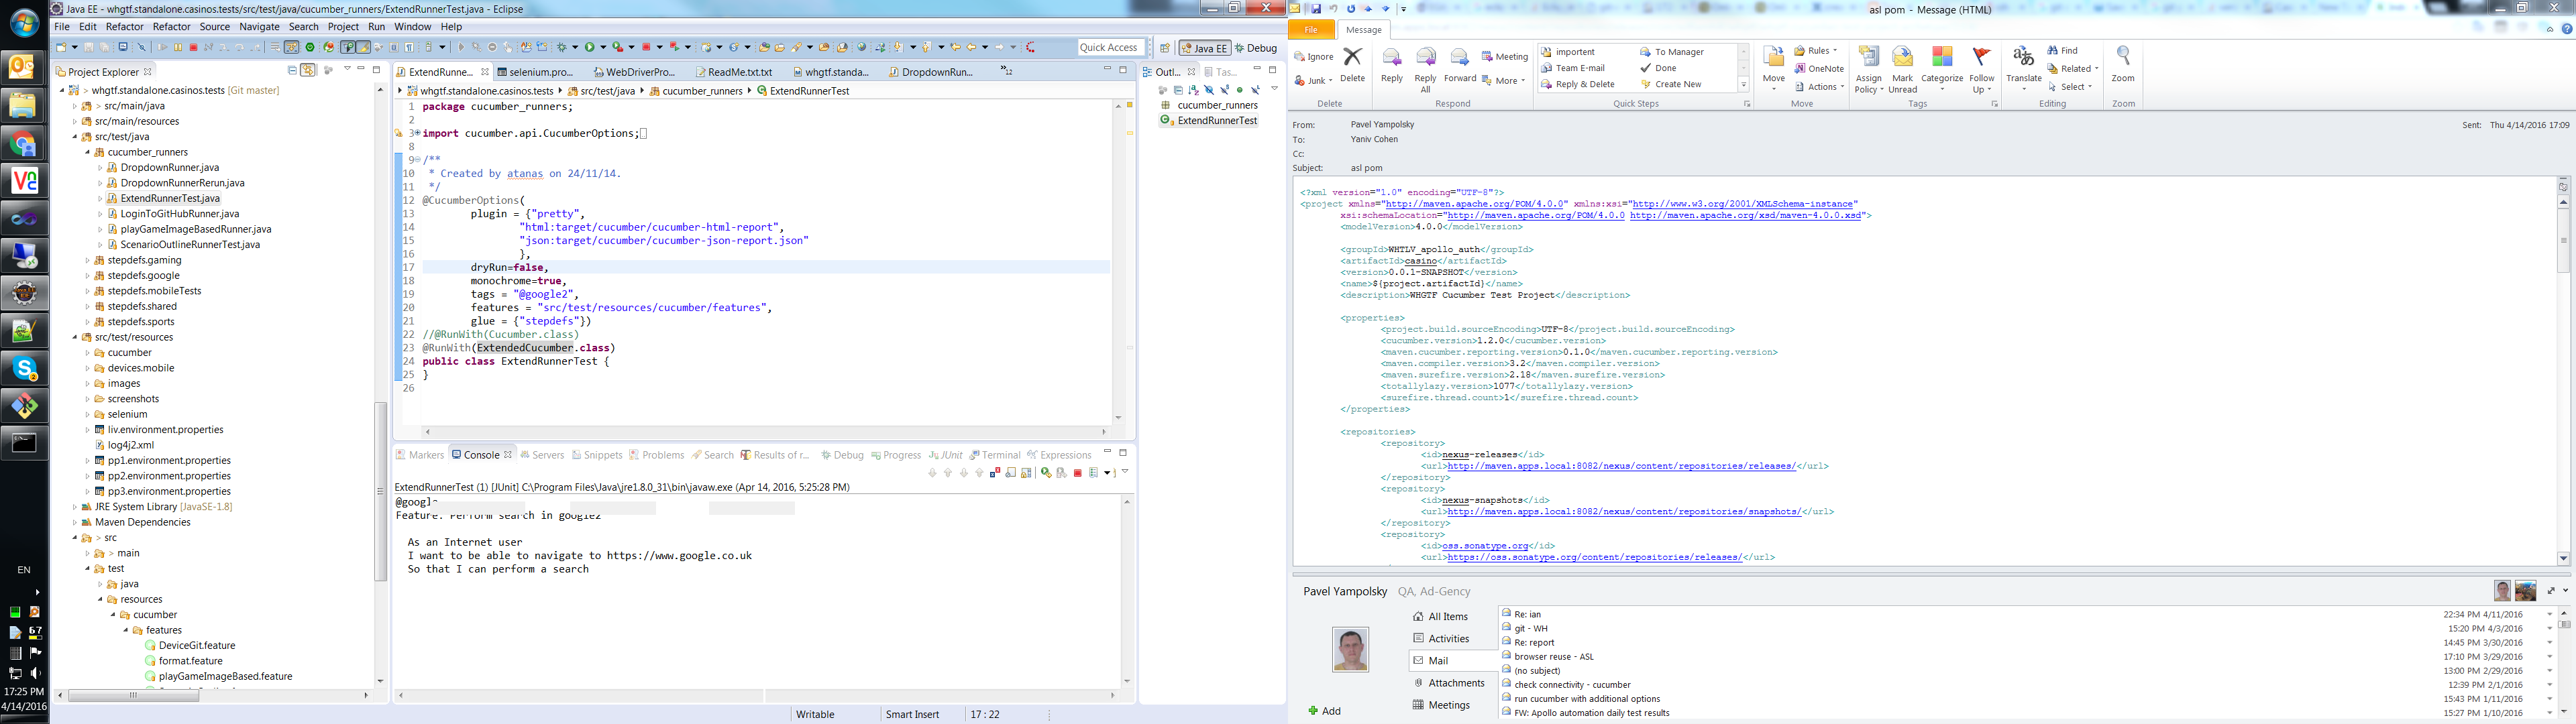 Java EE - whgtf.standalone.casinos.tests/src/test/java/cucumber_runners/ExtendRunnerTest.java - Eclipse
File Edit Refactor Refactor Source Navigate Search Project Run Window Help
Quick Access
Java EE
Debug
Project Explorer
> whgtf.standalone.casinos.tests [Git master]
> src/main/java
src/main/resources
src/test/java
cucumber_runners
DropdownRunner.java
DropdownRunnerRerun.java
ExtendRunnerTest.java
LoginToGitHubRunner.java
playGameImageBasedRunner.java
ScenarioOutlineRunnerTest.java
stepdefs.gaming
stepdefs.google
stepdefs.mobileTests
stepdefs.shared
stepdefs.sports
src/test/resources
cucumber
devices.mobile
images
screenshots
selenium
liv.environment.properties
log4j2.xml
pp1.environment.properties
pp2.environment.properties
pp3.environment.properties
JRE System Library [JavaSE-1.8]
Maven Dependencies
> src
> main
test
java
resources
cucumber
features
DeviceGit.feature
format.feature
playGameImageBased.feature
EN
67
17:25 PM
4/14/2016
ExtendRunne...
selenium.pro...
WebDriverPro...
ReadMe.txt.txt
whgtf.standa...
DropdownRun...
»12
whgtf.standalone.casinos.tests
src/test/java
cucumber_runners
ExtendRunnerTest
1 package cucumber_runners;
2
3 import cucumber.api.CucumberOptions;
8
9 /**
10 * Created by atanas on 24/11/14.
11 */
12 @CucumberOptions(
13 plugin = {"pretty",
14 "html:target/cucumber/cucumber-html-report",
15 "json:target/cucumber/cucumber-json-report.json"
16 },
17 dryRun=false,
18 monochrome=true,
19 tags = "@google2",
20 features = "src/test/resources/cucumber/features",
21 glue = {"stepdefs"})
22 //@RunWith(Cucumber.class)
23 @RunWith(ExtendedCucumber.class)
24 public class ExtendRunnerTest {
25 }
26
Outl...
Tas...
cucumber_runners
ExtendRunnerTest
Markers Console Servers Snippets Problems Search Results of r... Debug Progress JUnit Terminal Expressions
ExtendRunnerTest (1) [JUnit] C:\Program Files\Java\jre1.8.0_31\bin\javaw.exe (Apr 14, 2016, 5:25:28 PM)
@google
Feature: Perform search in google2
As an Internet user
I want to be able to navigate to https://www.google.co.uk
So that I can perform a search
Writable
Smart Insert
17 : 22
asl pom - Message (HTML)
File
Message
Ignore
Junk
Delete
Delete
Reply
Reply All
Forward
Meeting
More
Respond
importent
Team E-mail
Reply & Delete
To Manager
Done
Create New
Quick Steps
Move
Rules
OneNote
Actions
Move
Assign Policy
Mark Unread
Categorize
Follow Up
Tags
Translate
Find
Related
Select
Editing
Zoom
Zoom
From: Pavel Yampolsky
Sent: Thu 4/14/2016 17:09
To: Yaniv Cohen
Cc:
Subject: asl pom
<?xml version="1.0" encoding="UTF-8"?>
<project xmlns="http://maven.apache.org/POM/4.0.0" xmlns:xsi="http://www.w3.org/2001/XMLSchema-instance"
xsi:schemaLocation="http://maven.apache.org/POM/4.0.0 http://maven.apache.org/xsd/maven-4.0.0.xsd">
<modelVersion>4.0.0</modelVersion>
<groupId>WHTLV_apollo_auth</groupId>
<artifactId>casino</artifactId>
<version>0.0.1-SNAPSHOT</version>
<name>${project.artifactId}</name>
<description>WHGTF Cucumber Test Project</description>
<properties>
<project.build.sourceEncoding>UTF-8</project.build.sourceEncoding>
<cucumber.version>1.2.0</cucumber.version>
<maven.cucumber.reporting.version>0.1.0</maven.cucumber.reporting.version>
<maven.compiler.version>3.2</maven.compiler.version>
<maven.surefire.version>2.18</maven.surefire.version>
<totallylazy.version>1077</totallylazy.version>
<surefire.thread.count>1</surefire.thread.count>
</properties>
<repositories>
<repository>
<id>nexus-releases</id>
<url>http://maven.apps.local:8082/nexus/content/repositories/releases/</url>
</repository>
<repository>
<id>nexus-snapshots</id>
<url>http://maven.apps.local:8082/nexus/content/repositories/snapshots/</url>
</repository>
<repository>
<id>oss.sonatype.org</id>
<url>https://oss.sonatype.org/content/repositories/releases/</url>
Pavel Yampolsky QA, Ad-Gency
All Items
Activities
Mail
Attachments
Meetings
Add
Re: ian 22:34 PM 4/11/2016
git - WH 15:20 PM 4/3/2016
Re: report 14:45 PM 3/30/2016
browser reuse - ASL 17:10 PM 3/29/2016
(no subject) 13:00 PM 2/29/2016
check connectivity - cucumber 12:39 PM 2/1/2016
run cucumber with additional options 15:43 PM 1/11/2016
FW: Apollo automation daily test results 15:27 PM 1/10/2016